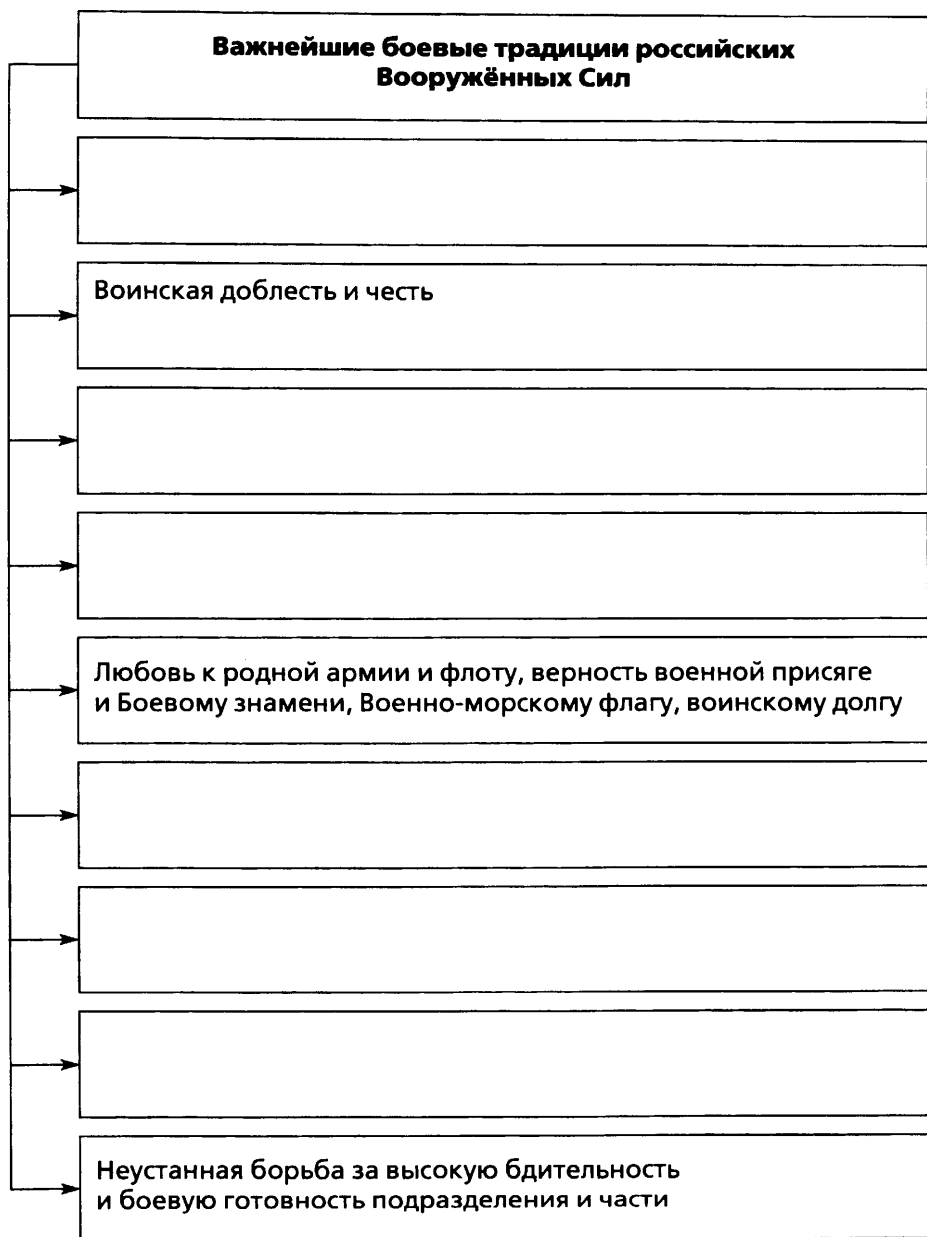 Важнейшие боевые традиции российских
Вооружённых Сил
Воинская доблесть и честь
Любовь к родной армии и флоту, верность военной присяге
и Боевому знамени, Военно-морскому флагу, воинскому долгу
Неустанная борьба за высокую бдительность
и боевую готовность подразделения и части